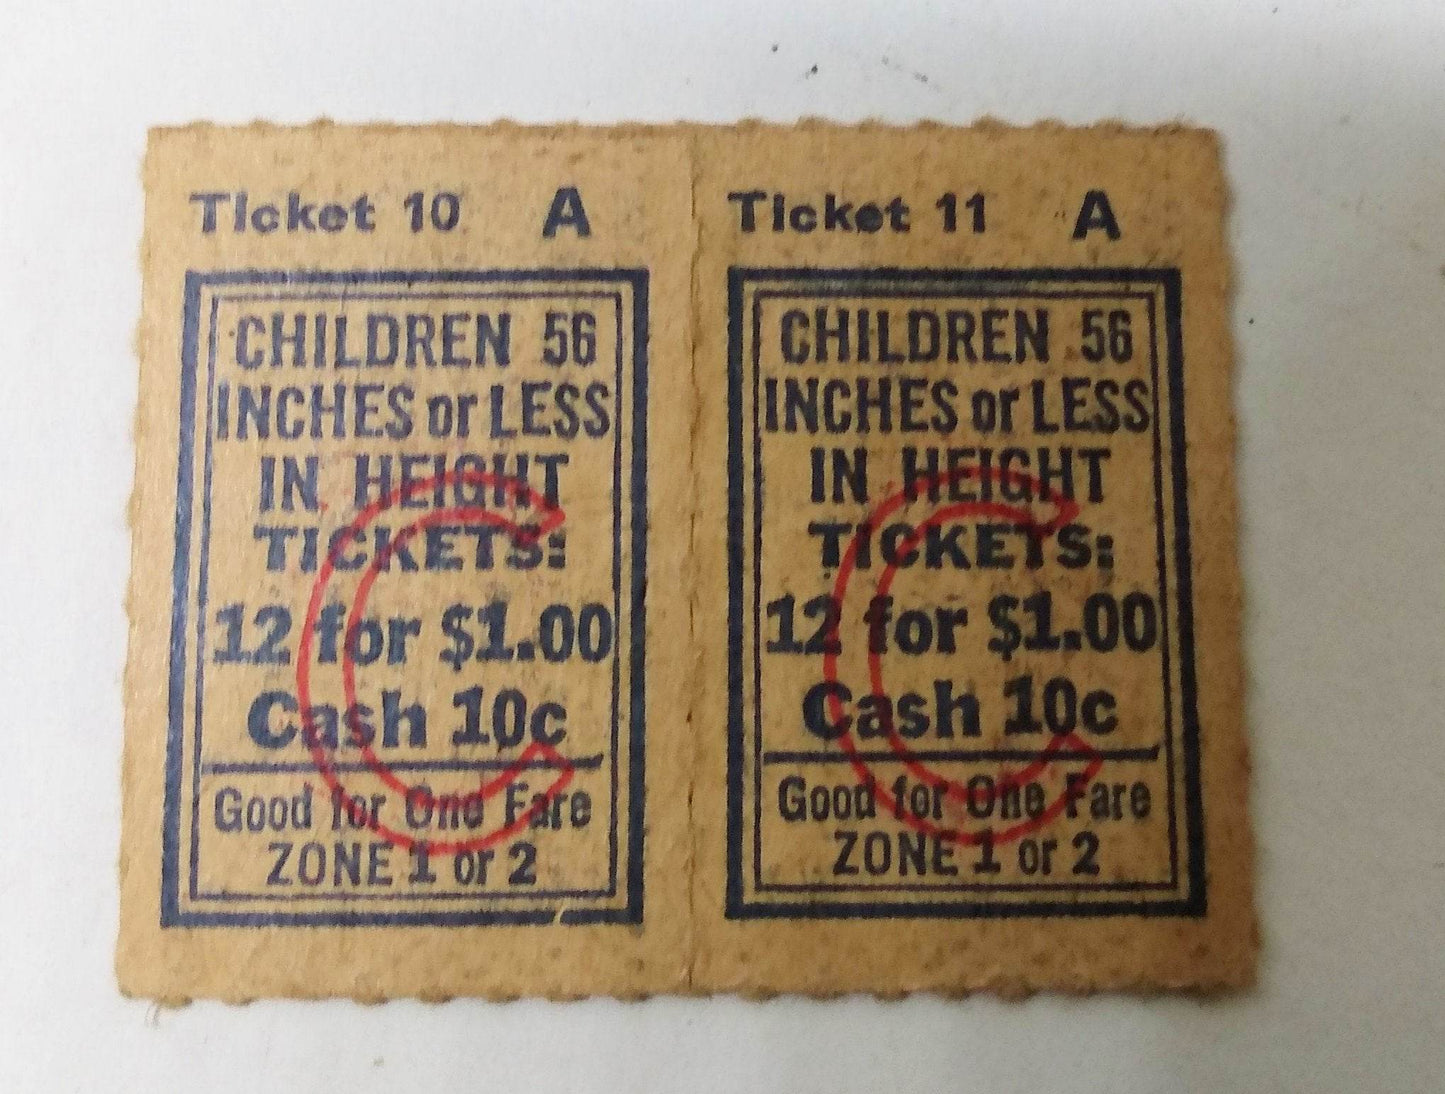 Ticket 10 A
CHILDREN 56
INCHES or LESS
IN HEIGHT
TICKETS:
12 for $1.00
Cash 10c
Good for One Fare
ZONE 1 or 2
C
Ticket 11 A
CHILDREN 56
INCHES or LESS
IN HEIGHT
TICKETS:
12 for $1.00
Cash 10c
Good for One Fare
ZONE 1 or 2
C